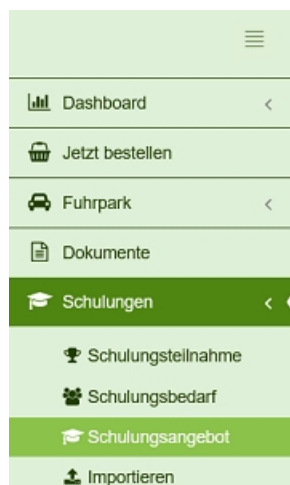 Dashboard
Jetzt bestellen
Fuhrpark
Dokumente
Schulungen
Schulungsteilnahme
Schulungsbedarf
Schulungsangebot
Importieren